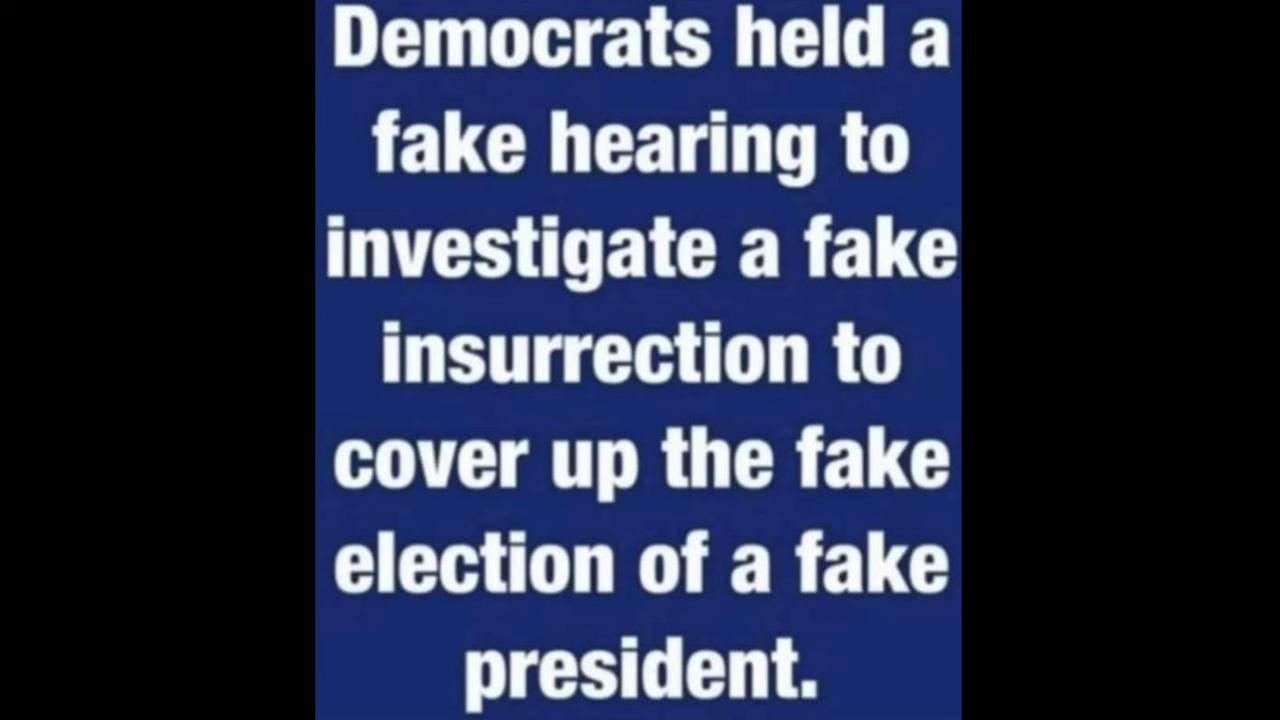 Democrats held a
fake hearing to
investigate a fake
insurrection to
cover up the fake
election of a fake
president.